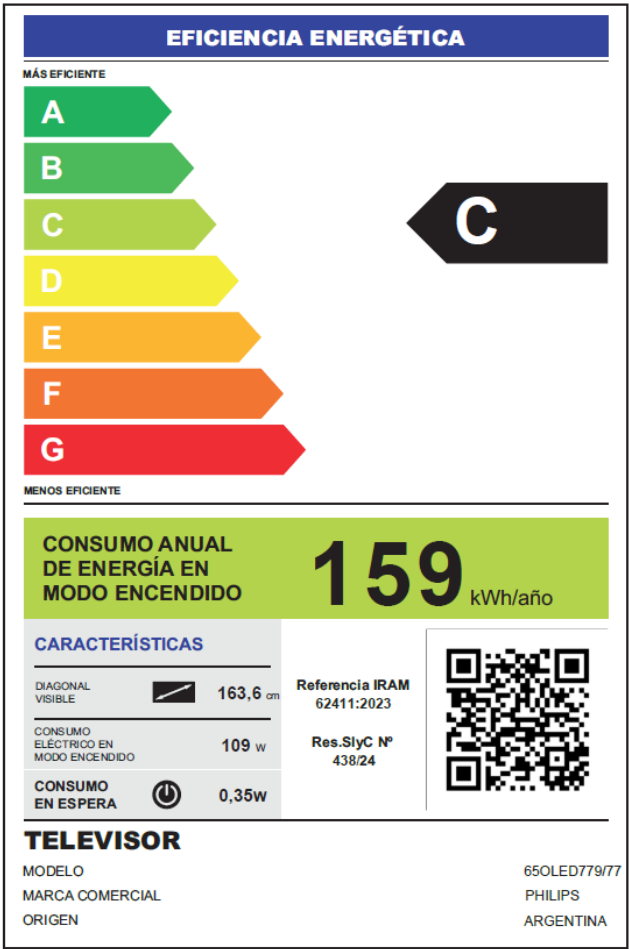 EFICIENCIA ENERGÉTICA
MÁS EFICIENTE
A
B
C
C
D
E
F
G
MENOS EFICIENTE
CONSUMO ANUAL
DE ENERGÍA EN
MODO ENCENDIDO
159 kWh/año
CARACTERÍSTICAS
DIAGONAL
VISIBLE
163,6 cm
CONSUMO
ELÉCTRICO EN
MODO ENCENDIDO
109 w
CONSUMO
EN ESPERA
0,35w
Referencia IRAM
62411:2023
Res.SIyC Nº
438/24
TELEVISOR
MODELO 65OLED779/77
MARCA COMERCIAL PHILIPS
ORIGEN ARGENTINA